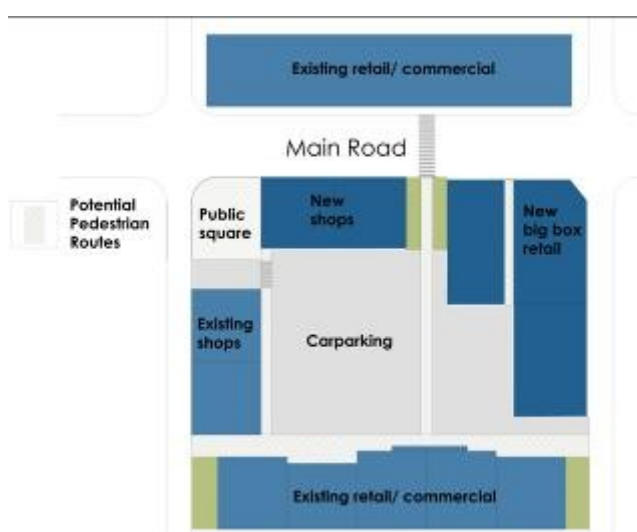 Existing retail/ commercial
Main Road
Potential
Pedestrian
Routes
Public
square
New
shops
New
big box
retail
Existing
shops
Carparking
Existing retail/ commercial